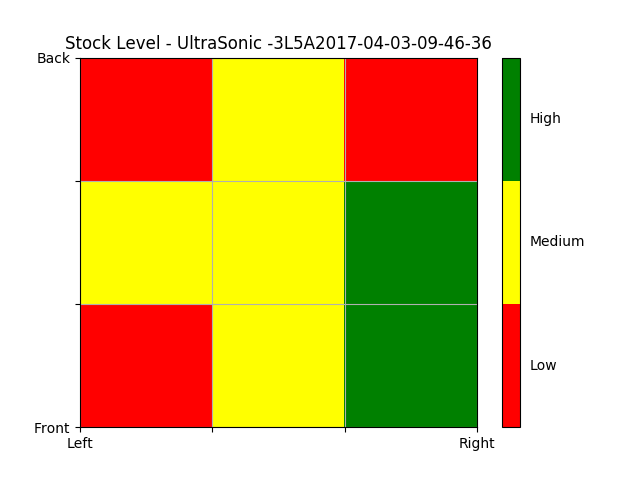 Stock Level - UltraSonic -3L5A2017-04-03-09-46-36
Back
High
Medium
Low
Front
Left
Right